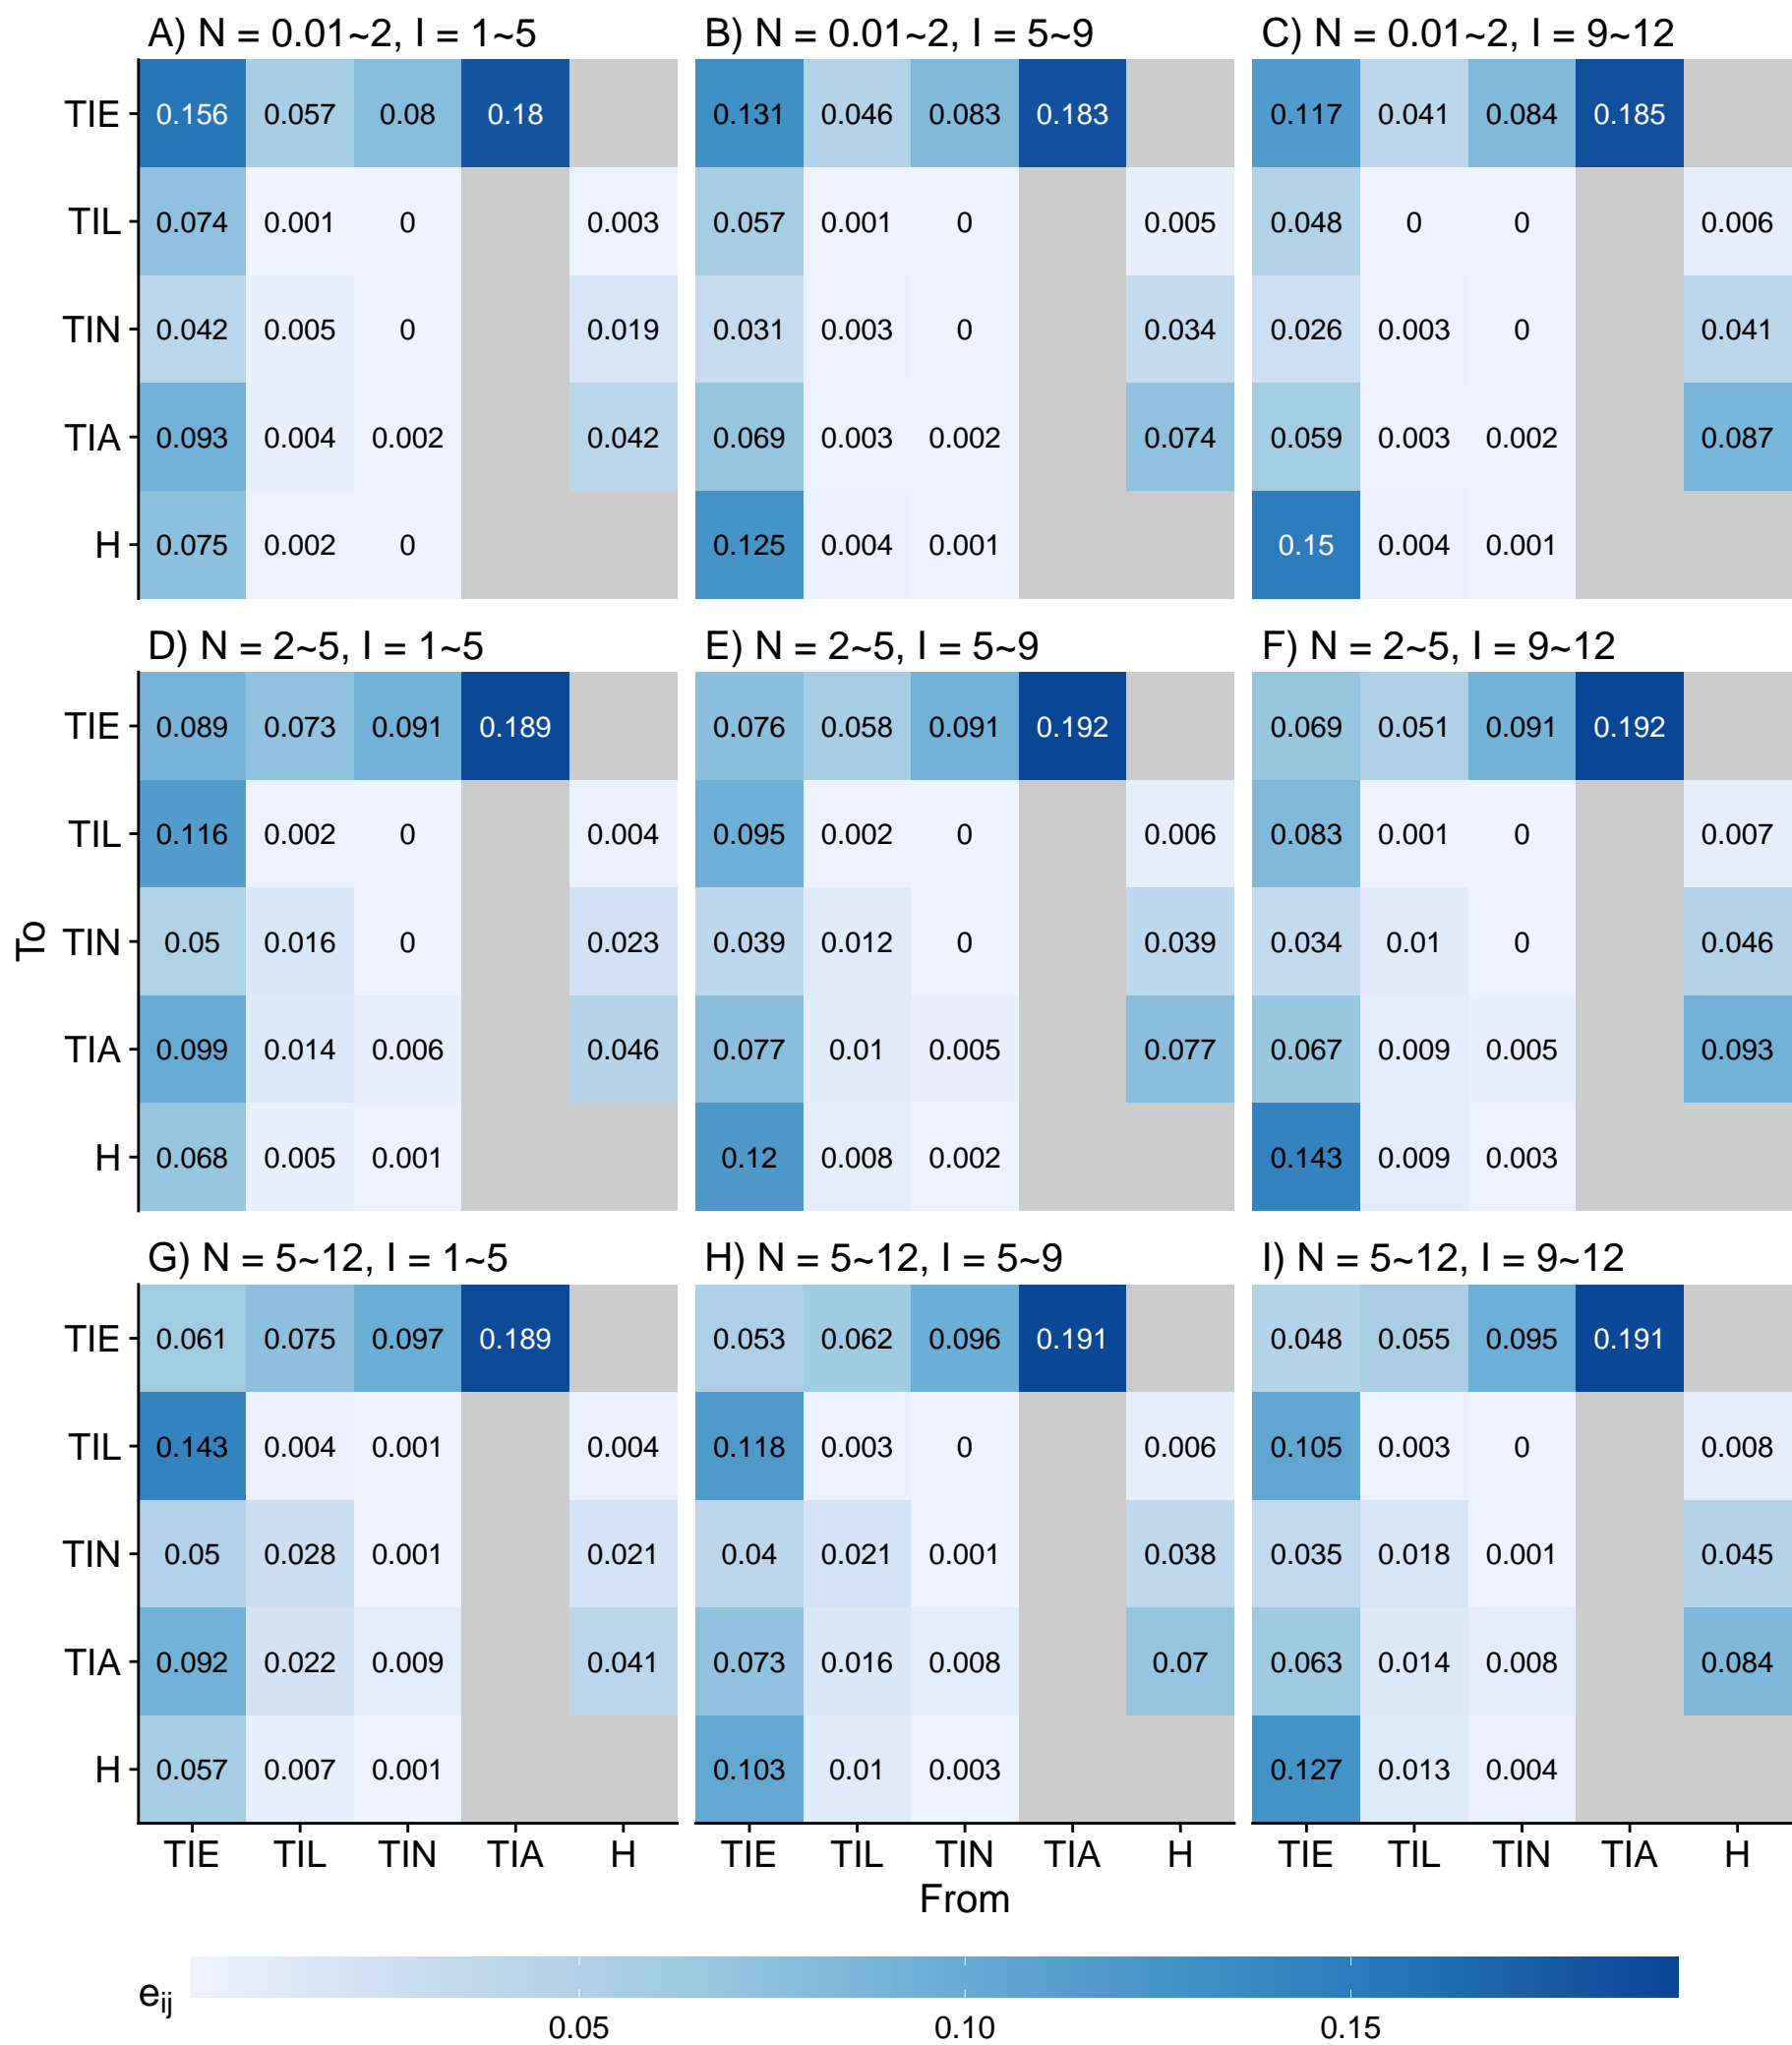 A) N = 0.01~2, I = 1~5 B) N = 0.01~2, I = 5~9 C) N = 0.01~2, I = 9~12
TIE 0.156 0.057 0.08 0.18 0.131 0.046 0.083 0.183 0.117 0.041 0.084 0.185
TIL 0.074 0.001 0 0.003 0.057 0.001 0 0.005 0.048 0 0 0.006
TIN 0.042 0.005 0 0.019 0.031 0.003 0 0.034 0.026 0.003 0 0.041
TIA 0.093 0.004 0.002 0.042 0.069 0.003 0.002 0.074 0.059 0.003 0.002 0.087
H 0.075 0.002 0 0.125 0.004 0.001 0.15 0.004 0.001
D) N = 2~5, I = 1~5 E) N = 2~5, I = 5~9 F) N = 2~5, I = 9~12
TIE 0.089 0.073 0.091 0.189 0.076 0.058 0.091 0.192 0.069 0.051 0.091 0.192
TIL 0.116 0.002 0 0.004 0.095 0.002 0 0.006 0.083 0.001 0 0.007
To
TIN 0.05 0.016 0 0.023 0.039 0.012 0 0.039 0.034 0.01 0 0.046
TIA 0.099 0.014 0.006 0.046 0.077 0.01 0.005 0.077 0.067 0.009 0.005 0.093
H 0.068 0.005 0.001 0.12 0.008 0.002 0.143 0.009 0.003
G) N = 5~12, I = 1~5 H) N = 5~12, I = 5~9 I) N = 5~12, I = 9~12
TIE 0.061 0.075 0.097 0.189 0.053 0.062 0.096 0.191 0.048 0.055 0.095 0.191
TIL 0.143 0.004 0.001 0.004 0.118 0.003 0 0.006 0.105 0.003 0 0.008
TIN 0.05 0.028 0.001 0.021 0.04 0.021 0.001 0.038 0.035 0.018 0.001 0.045
TIA 0.092 0.022 0.009 0.041 0.073 0.016 0.008 0.07 0.063 0.014 0.008 0.084
H 0.057 0.007 0.001 0.103 0.01 0.003 0.127 0.013 0.004
TIE TIL TIN TIA H TIE TIL TIN TIA H TIE TIL TIN TIA H
From
eij
0.05 0.10 0.15